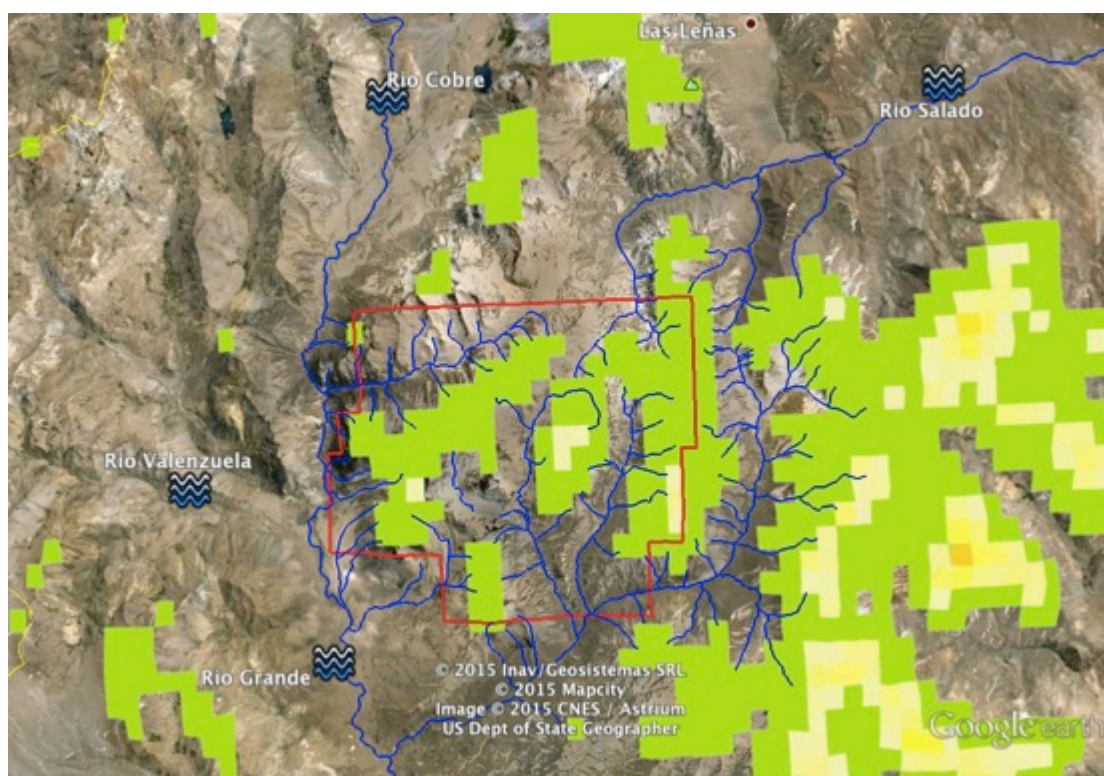 Las Leñas
Rio Cobre
Rio Salado
Rio Valenzuela
Rio Grande
© 2015 Inav/Geosistemas SRL
© 2015 Mapcity
Image © 2015 CNES / Astrium
US Dept of State Geographer
Google earth